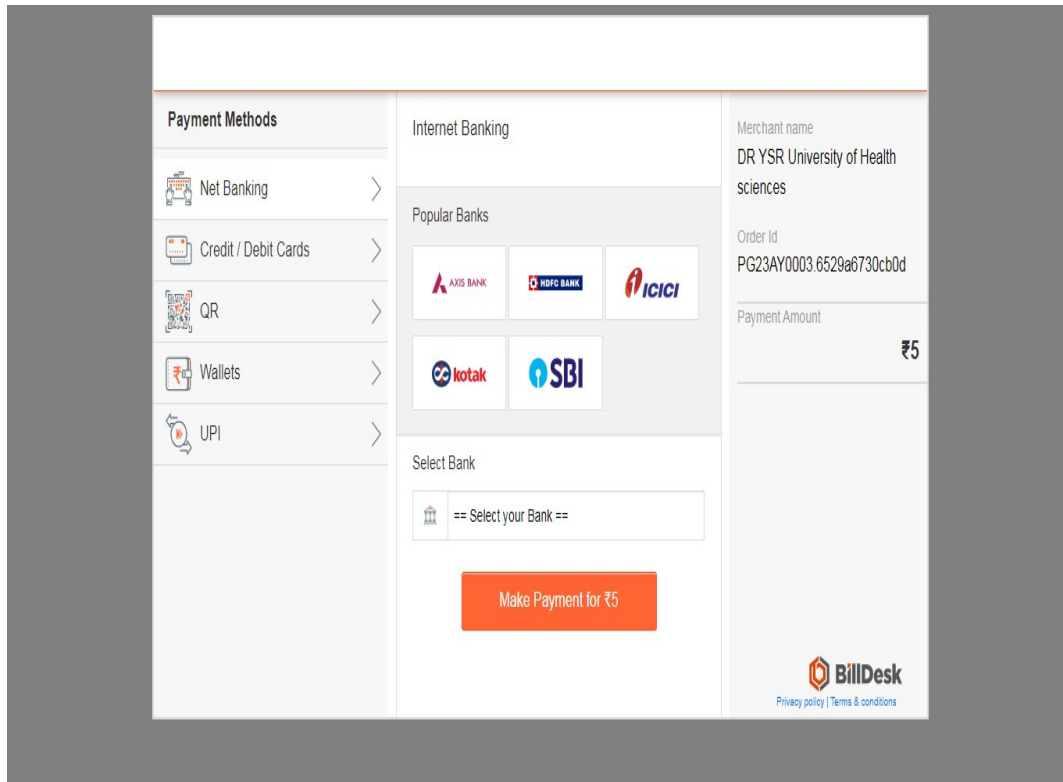 Payment Methods
Net Banking
Credit / Debit Cards
QR
Wallets
UPI
Internet Banking
Popular Banks
AXIS BANK
HDFC BANK
ICICI
kotak
SBI
Select Bank
== Select your Bank ==
Make Payment for ₹5
Merchant name
DR YSR University of Health
sciences
Order Id
PG23AY0003.6529a6730cb0d
Payment Amount
₹5
BillDesk
Privacy policy | Terms & conditions